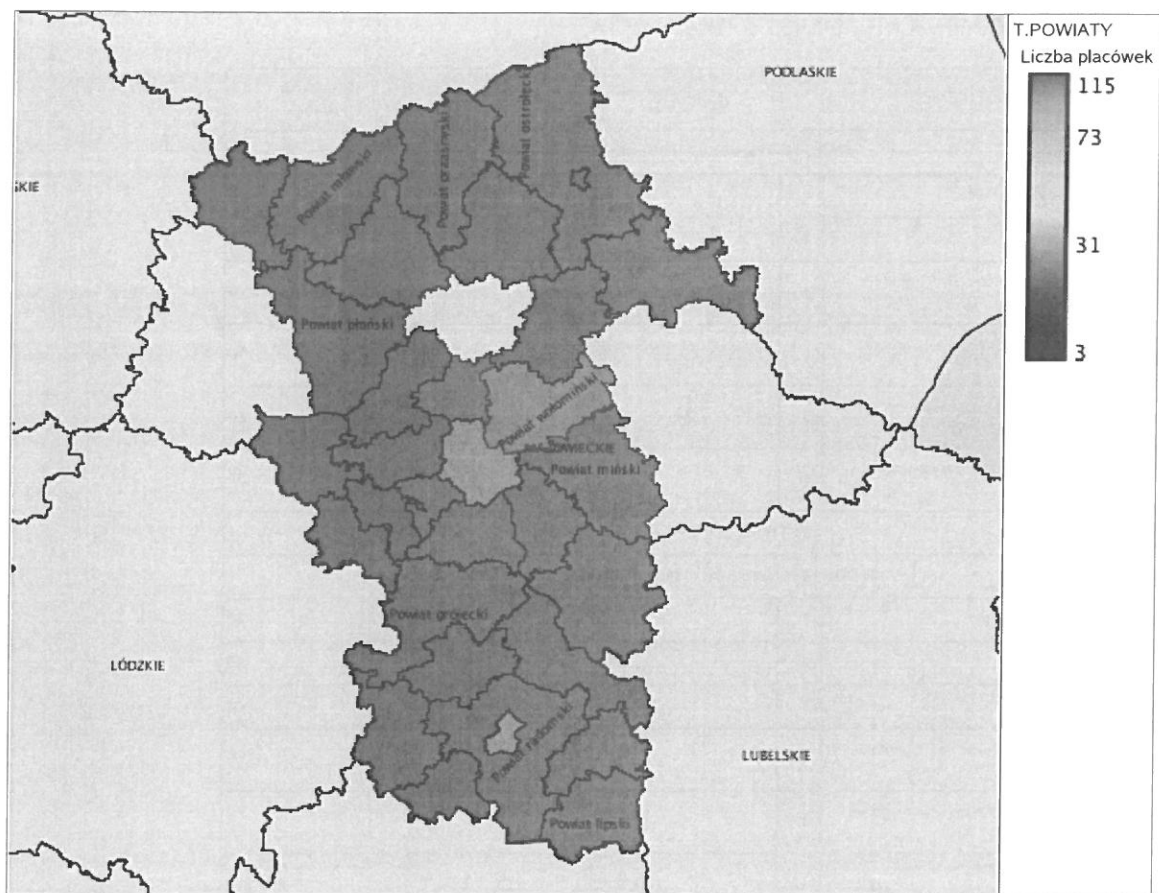 T.POWIATY
Liczba placówek
115
73
31
3
PODLASKIE
SKIE
Powiat ostrołęcki
Powiat przasnyski
Powiat mławski
Powiat płoński
Powiat wołomiński
MAZOWIECKIE
Powiat miński
Powiat grójecki
ŁÓDZKIE
Powiat radomski
LUBELSKIE
Powiat lipski